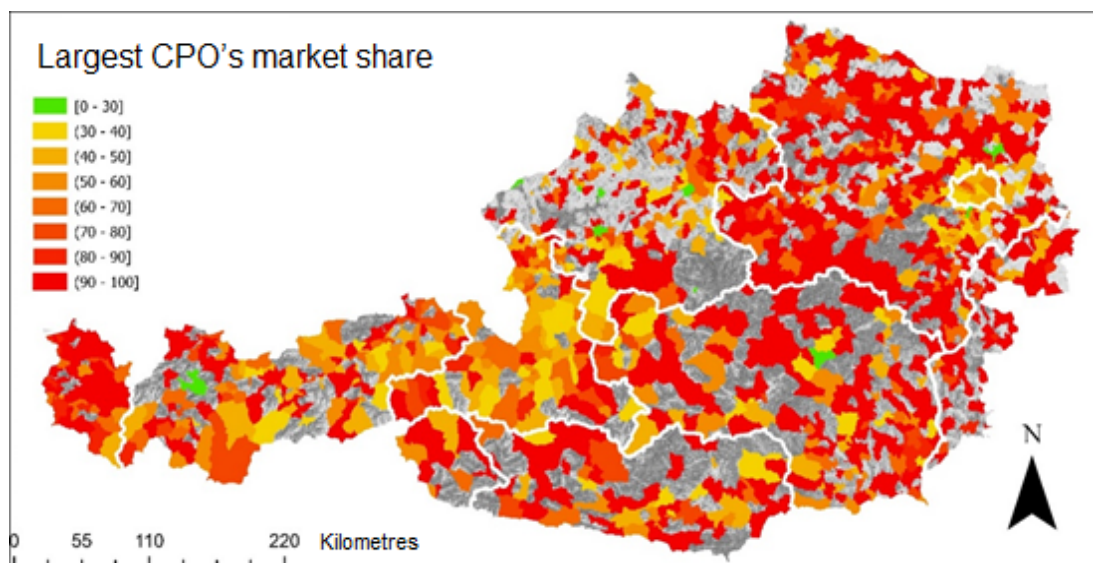 Largest CPO's market share
[0 - 30]
(30 - 40]
(40 - 50]
(50 - 60]
(60 - 70]
(70 - 80]
(80 - 90]
(90 - 100]
N
0 55 110 220 Kilometres